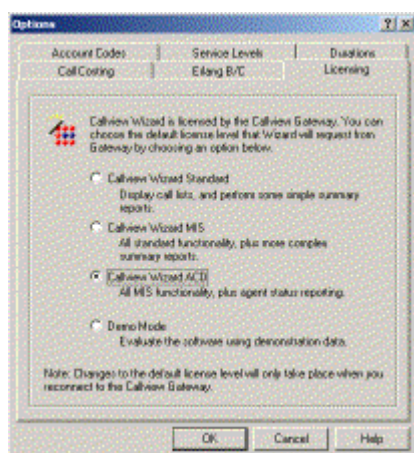 Options
Account Codes Service Levels Durations
Call Costing Erlang B/C Licensing
Callview Wizard is licensed by the Callview Gateway. You can
choose the default license level that Wizard will request from
Gateway by choosing an option below.
Callview Wizard Standard
Display call lists, and perform some simple summary
reports.
Callview Wizard MIS
All standard functionality, plus more complex
summary reports.
Callview Wizard ACD
All MIS functionality, plus agent status reporting.
Demo Mode
Evaluate the software using demonstration data.
Note: Changes to the default license level will only take place when you
reconnect to the Callview Gateway.
OK Cancel Help